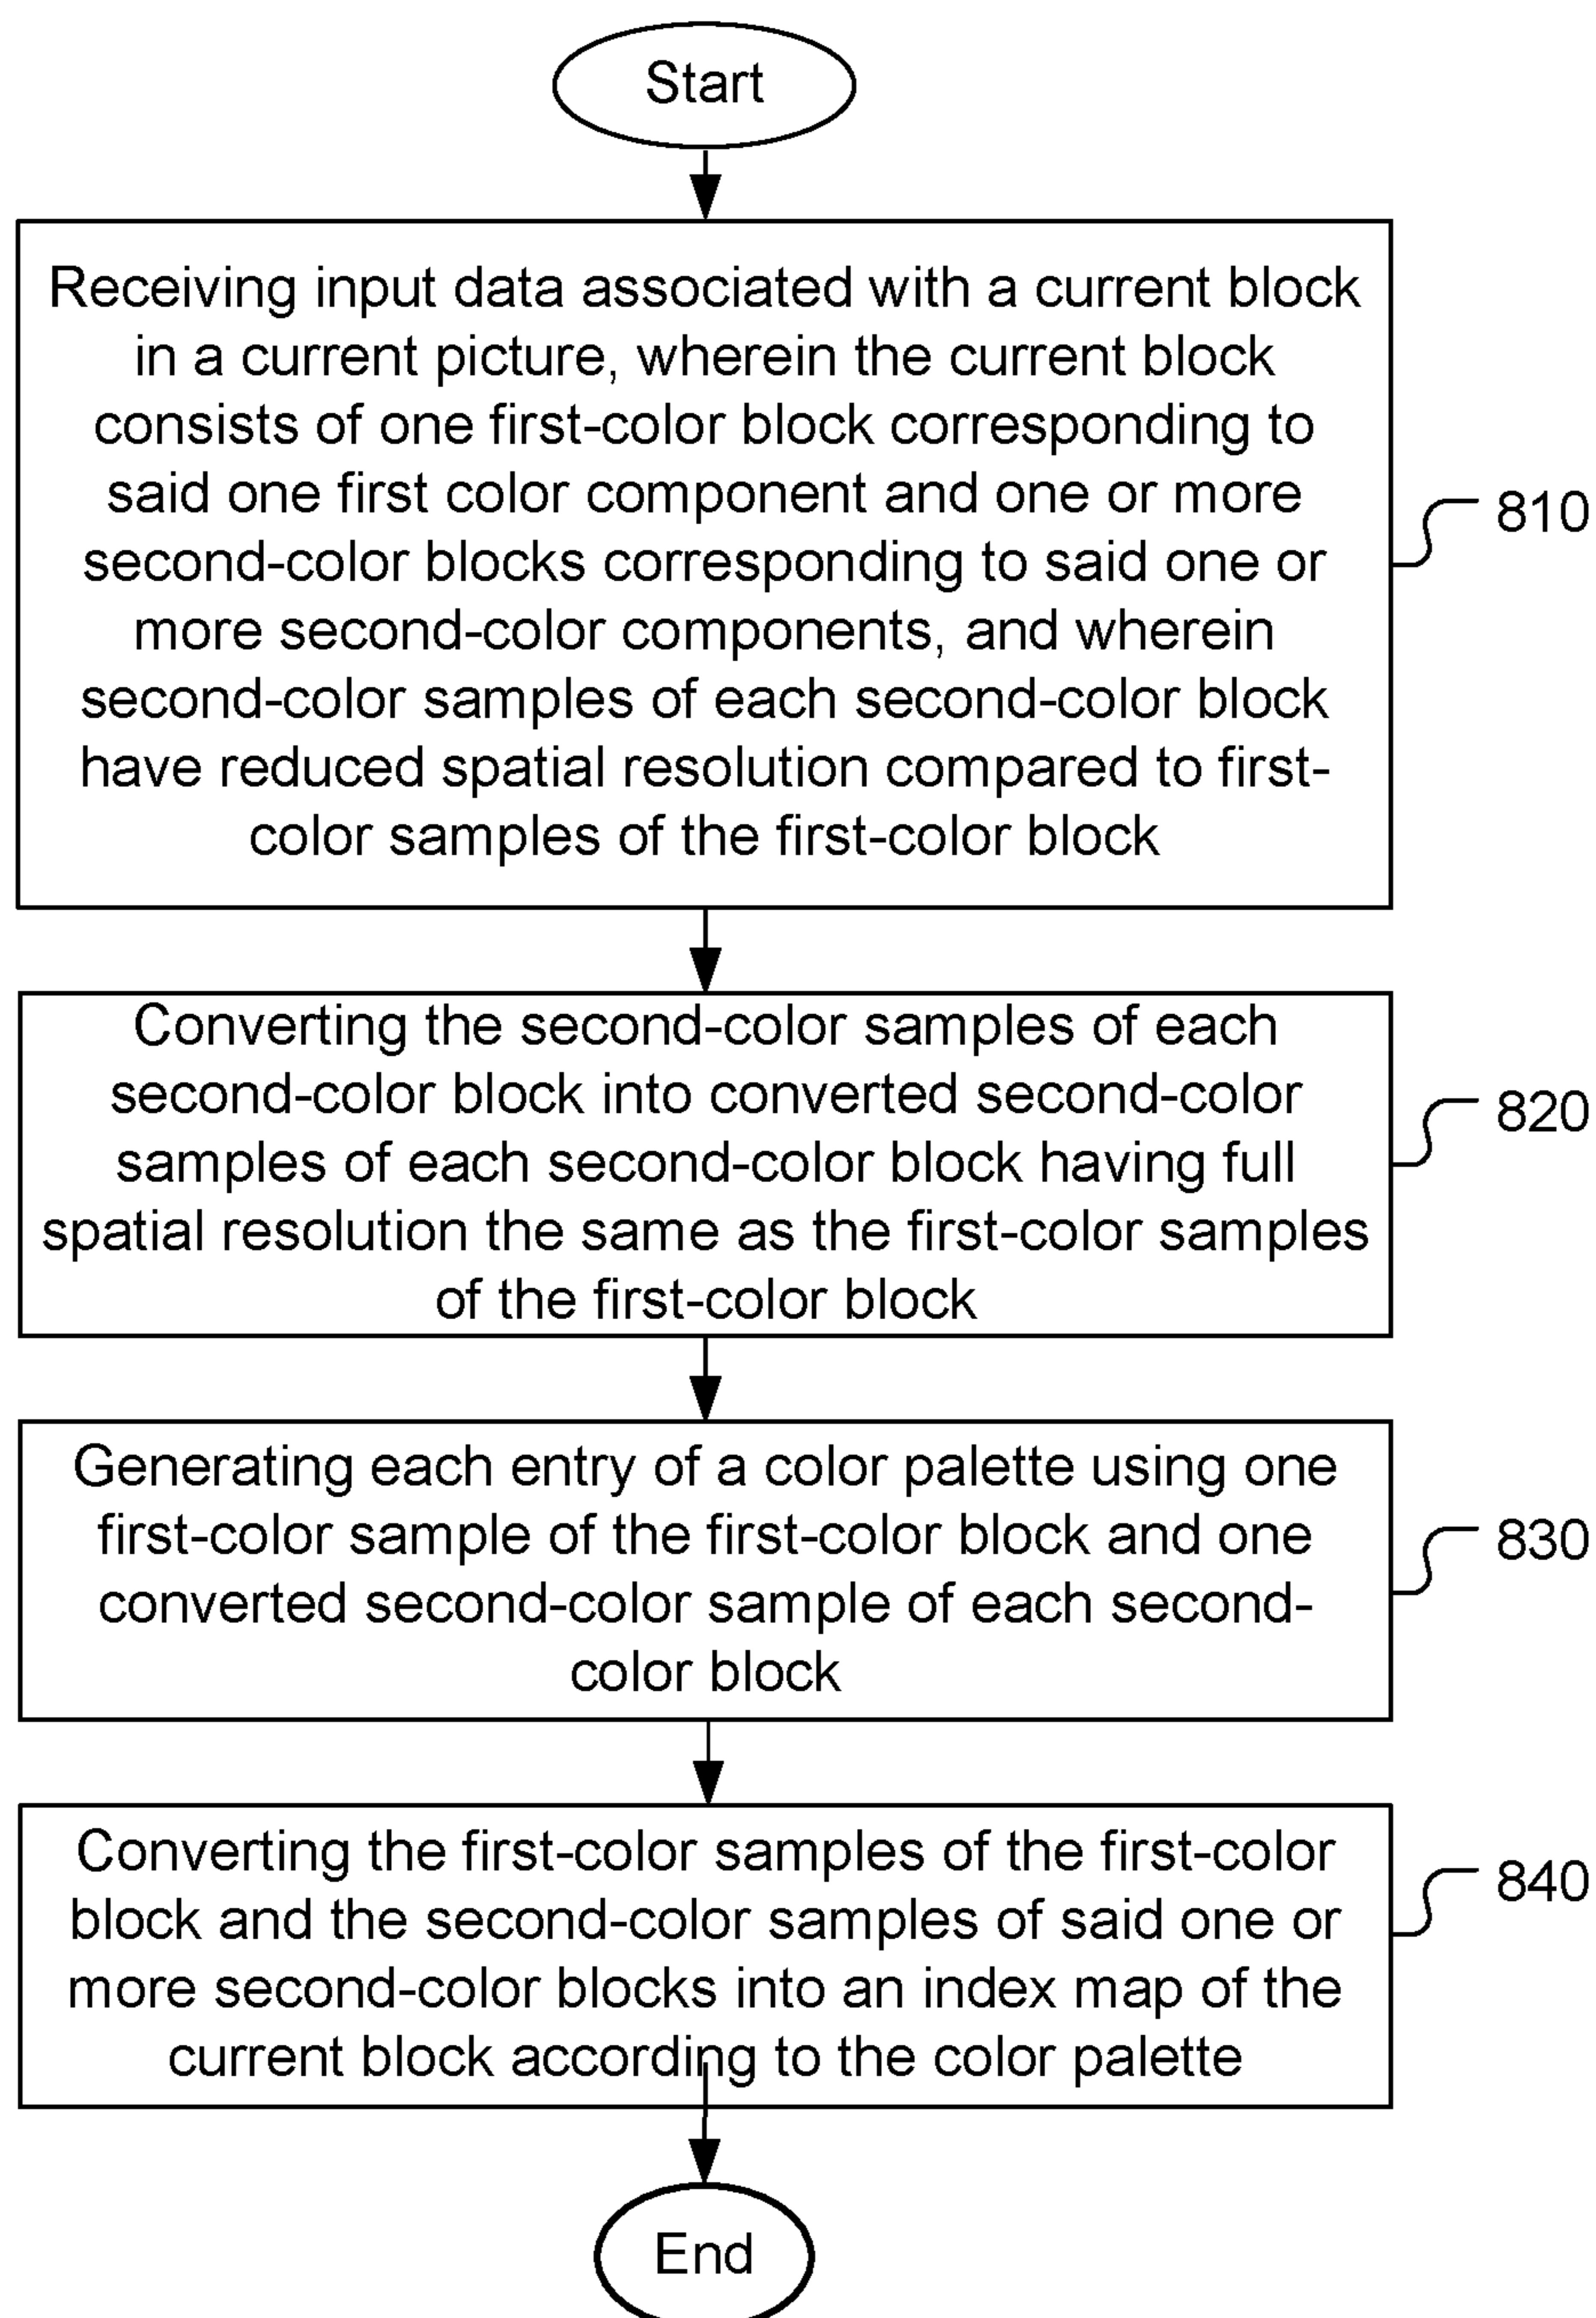 Start
Receiving input data associated with a current block
in a current picture, wherein the current block
consists of one first-color block corresponding to
said one first color component and one or more
second-color blocks corresponding to said one or
more second-color components, and wherein
second-color samples of each second-color block
have reduced spatial resolution compared to first-
color samples of the first-color block
810
Converting the second-color samples of each
second-color block into converted second-color
samples of each second-color block having full
spatial resolution the same as the first-color samples
of the first-color block
820
Generating each entry of a color palette using one
first-color sample of the first-color block and one
converted second-color sample of each second-
color block
830
Converting the first-color samples of the first-color
block and the second-color samples of said one or
more second-color blocks into an index map of the
current block according to the color palette
840
End